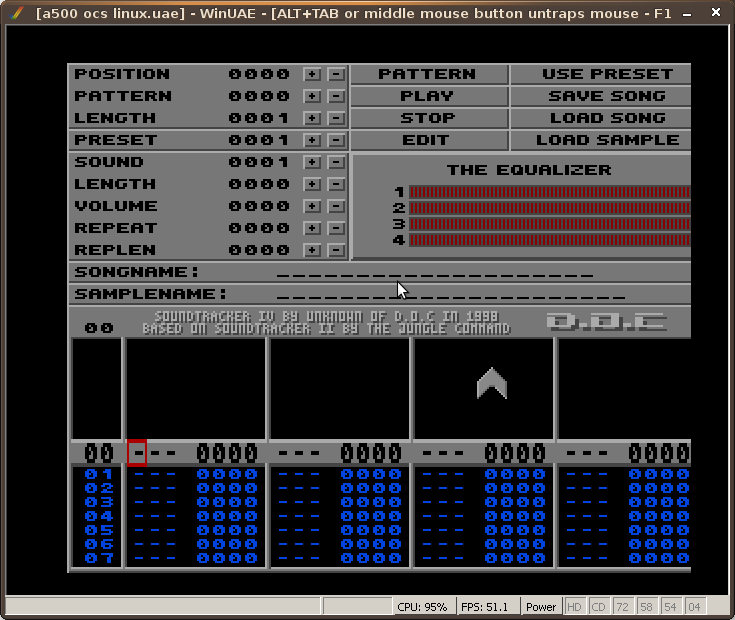 [a500 ocs linux.uae] - WinUAE - [ALT+TAB or middle mouse button untraps mouse - F1
POSITION 0000 + - PATTERN USE PRESET
PATTERN 0000 + - PLAY SAVE SONG
LENGTH 0001 + - STOP LOAD SONG
PRESET 0001 + - EDIT LOAD SAMPLE
SOUND 0001 + -
LENGTH 0000 + -
VOLUME 0000 + -
REPEAT 0000 + -
REPLEN 0000 + -
THE EQUALIZER
1
2
3
4
SONGNAME: ____________________
SAMPLENAME: ______________________
00
SOUNDTRACKER IV BY UNKNOWN OF D.O.C IN 1988
BASED ON SOUNDTRACKER II BY THE JUNGLE COMMAND
D.O.C
00 --- 0000 --- 0000 --- 0000 --- 0000
01 --- 0000 --- 0000 --- 0000 --- 0000
02 --- 0000 --- 0000 --- 0000 --- 0000
03 --- 0000 --- 0000 --- 0000 --- 0000
04 --- 0000 --- 0000 --- 0000 --- 0000
05 --- 0000 --- 0000 --- 0000 --- 0000
06 --- 0000 --- 0000 --- 0000 --- 0000
07 --- 0000 --- 0000 --- 0000 --- 0000
CPU: 95% FPS: 51.1 Power HD CD 72 58 54 04